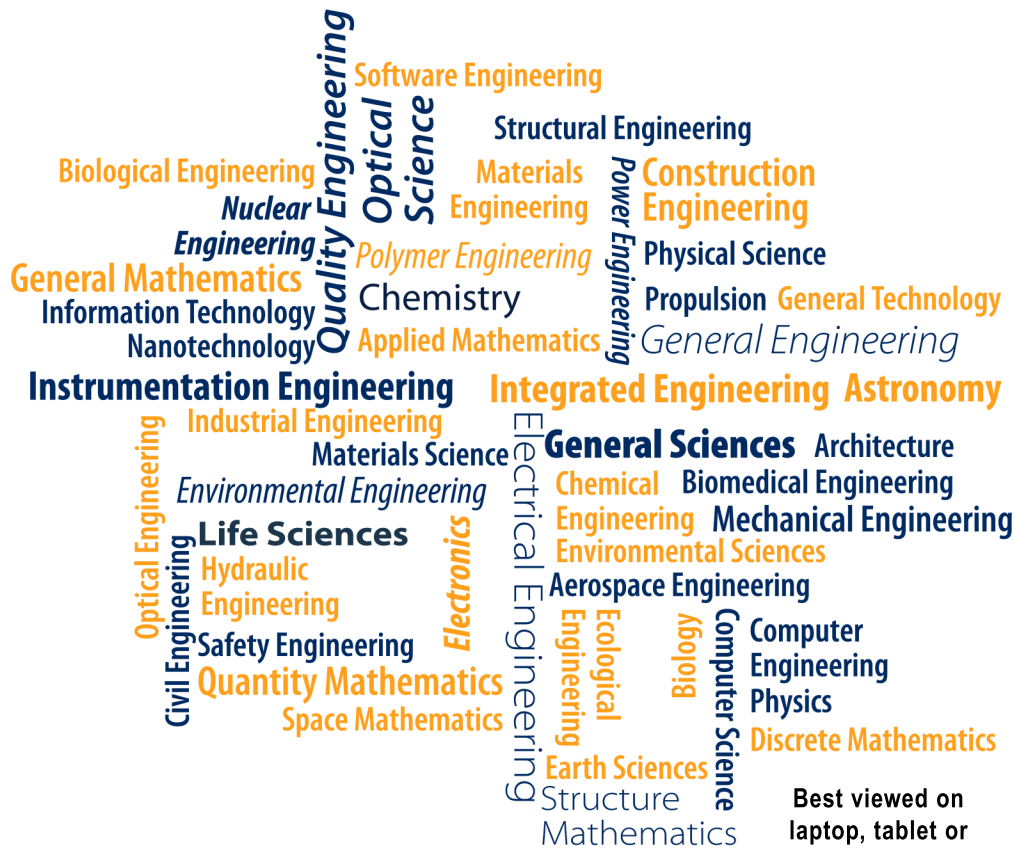 Quality Engineering
Software Engineering
Optical
Science
Structural Engineering
Biological Engineering
Materials
Engineering
Power Engineering
Construction
Engineering
Nuclear
Engineering
Polymer Engineering
Physical Science
General Mathematics
Chemistry
Propulsion
General Technology
Information Technology
Applied Mathematics
General Engineering
Nanotechnology
Instrumentation Engineering
Integrated Engineering
Astronomy
Industrial Engineering
Optical Engineering
Electrical Engineering
General Sciences
Architecture
Materials Science
Environmental Engineering
Chemical
Engineering
Biomedical Engineering
Mechanical Engineering
Life Sciences
Electronics
Environmental Sciences
Civil Engineering
Hydraulic
Engineering
Aerospace Engineering
Safety Engineering
Ecological
Engineering
Biology
Computer Science
Computer
Engineering
Physics
Quantity Mathematics
Space Mathematics
Discrete Mathematics
Earth Sciences
Structure
Mathematics
Best viewed on
laptop, tablet or